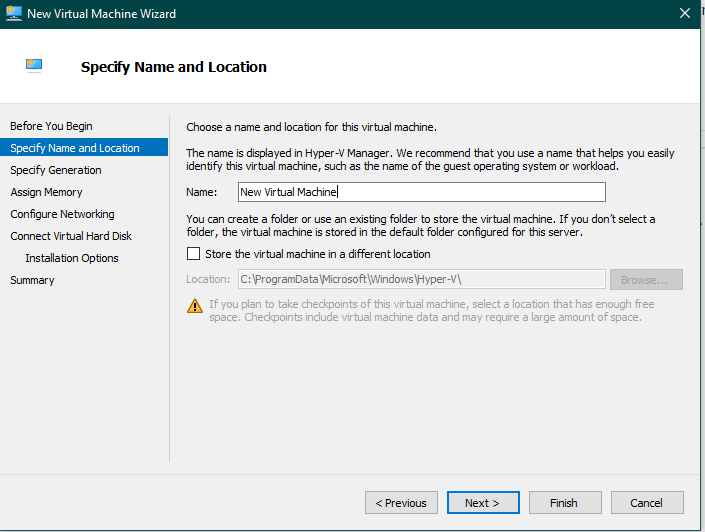 New Virtual Machine Wizard
Specify Name and Location
Before You Begin
Specify Name and Location
Specify Generation
Assign Memory
Configure Networking
Connect Virtual Hard Disk
Installation Options
Summary
Choose a name and location for this virtual machine.
The name is displayed in Hyper-V Manager. We recommend that you use a name that helps you easily
identify this virtual machine, such as the name of the guest operating system or workload.
Name: New Virtual Machine
You can create a folder or use an existing folder to store the virtual machine. If you don't select a
folder, the virtual machine is stored in the default folder configured for this server.
Store the virtual machine in a different location
Location: C:\ProgramData\Microsoft\Windows\Hyper-V\ Browse...
If you plan to take checkpoints of this virtual machine, select a location that has enough free
space. Checkpoints include virtual machine data and may require a large amount of space.
< Previous Next > Finish Cancel